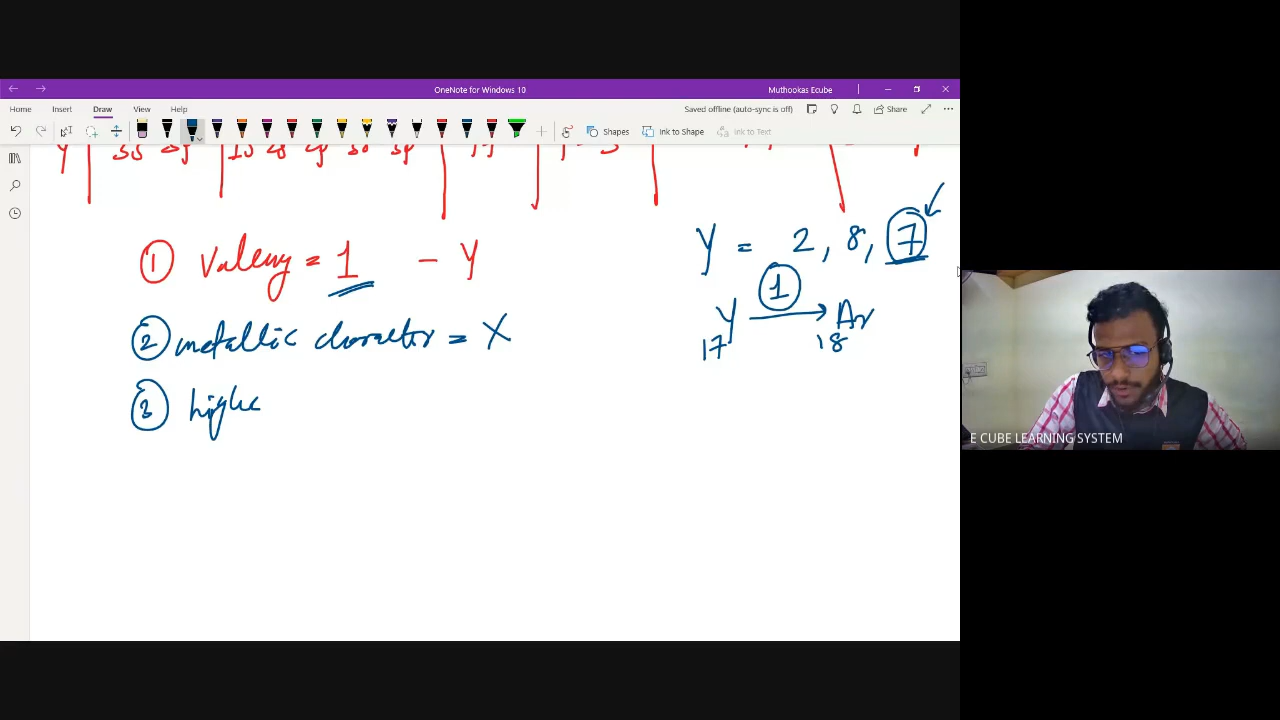 OneNote for Windows 10
Muthookas Ecube
Home Insert Draw View Help
Saved offline (auto-sync is off)
Share
Shapes
Ink to Shape
Ink to Text
Y = 2, 8, 7
① Valency = 1 - Y
1
Y → Ar
17 18
② metallic character = X
③ highe
E CUBE LEARNING SYSTEM